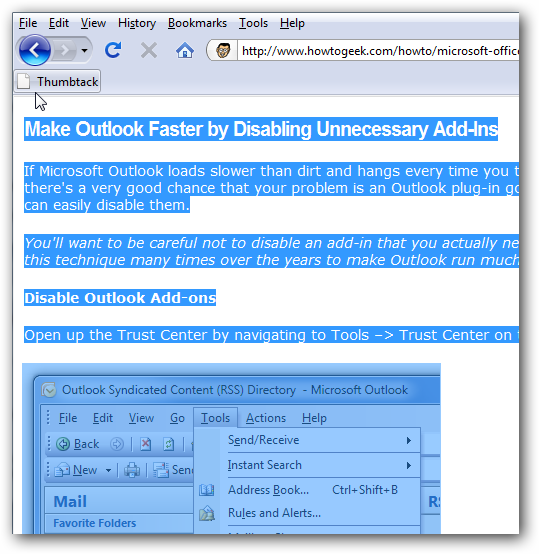 File Edit View History Bookmarks Tools Help
http://www.howtogeek.com/howto/microsoft-offic
Thumbtack
Make Outlook Faster by Disabling Unnecessary Add-Ins
If Microsoft Outlook loads slower than dirt and hangs every time you t
there's a very good chance that your problem is an Outlook plug-in go
can easily disable them.
You'll want to be careful not to disable an add-in that you actually ne
this technique many times over the years to make Outlook run much
Disable Outlook Add-ons
Open up the Trust Center by navigating to Tools –> Trust Center on
Outlook Syndicated Content (RSS) Directory - Microsoft Outlook
File Edit View Go Tools Actions Help
Back
Send/Receive
Instant Search
New
Send
Address Book... Ctrl+Shift+B
Mail
Rules and Alerts...
Favorite Folders